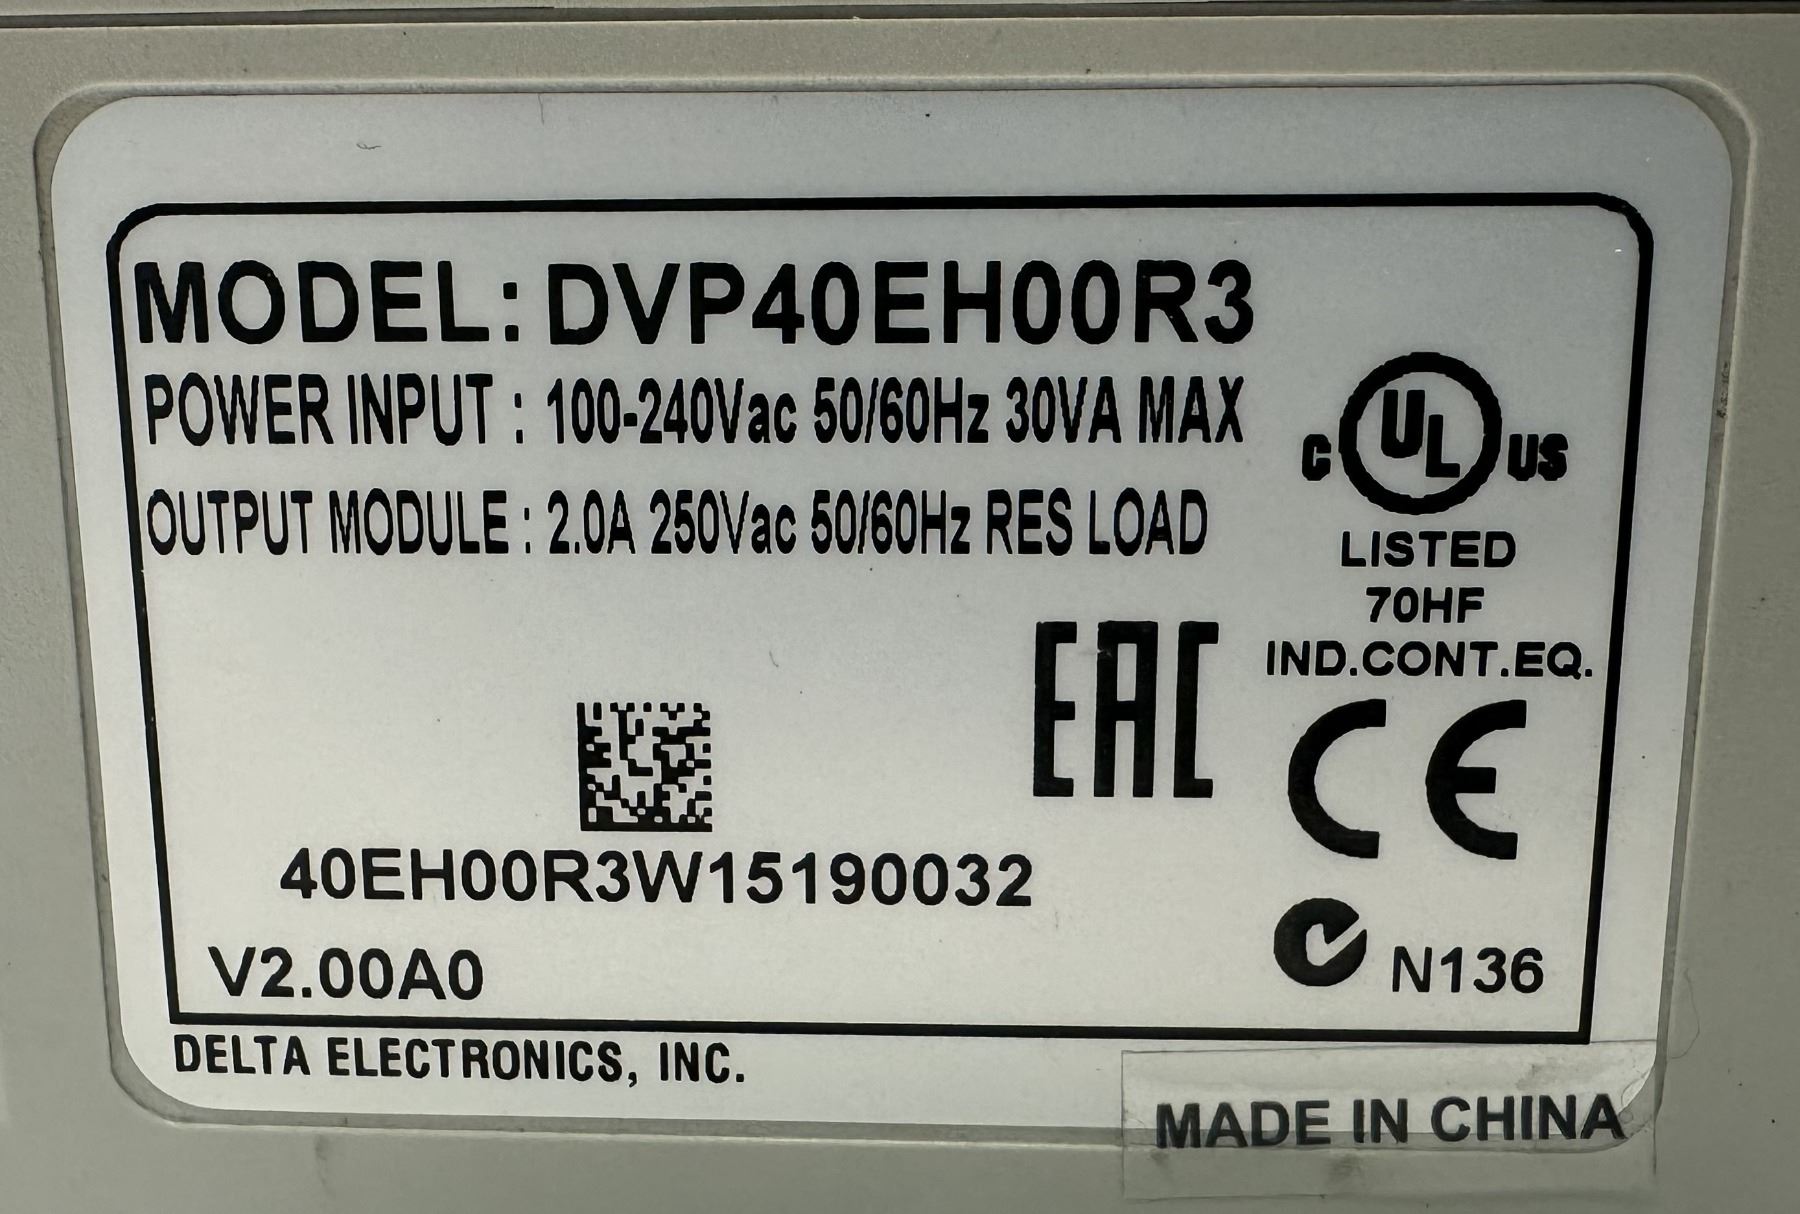 MODEL: DVP40EH00R3
POWER INPUT : 100-240Vac 50/60Hz 30VA MAX
OUTPUT MODULE : 2.0A 250Vac 50/60Hz RES LOAD
C UL US
LISTED
70HF
IND.CONT.EQ.
EAC
CE
40EH00R3W15190032
V2.00A0
N136
DELTA ELECTRONICS, INC.
MADE IN CHINA